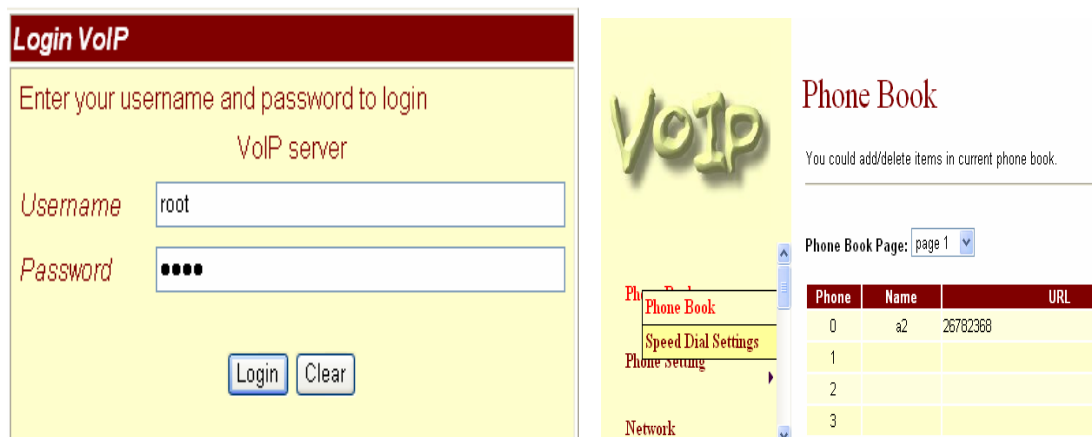 Login VoIP
Enter your username and password to login
VoIP server
Username
root
Password
••••
Login
Clear
VOIP
Phone Book
You could add/delete items in current phone book.
Phone Book Page: page 1
Phone Book
Speed Dial Settings
Phone Setting
Network
Phone Name URL
0 a2 26782368
1
2
3